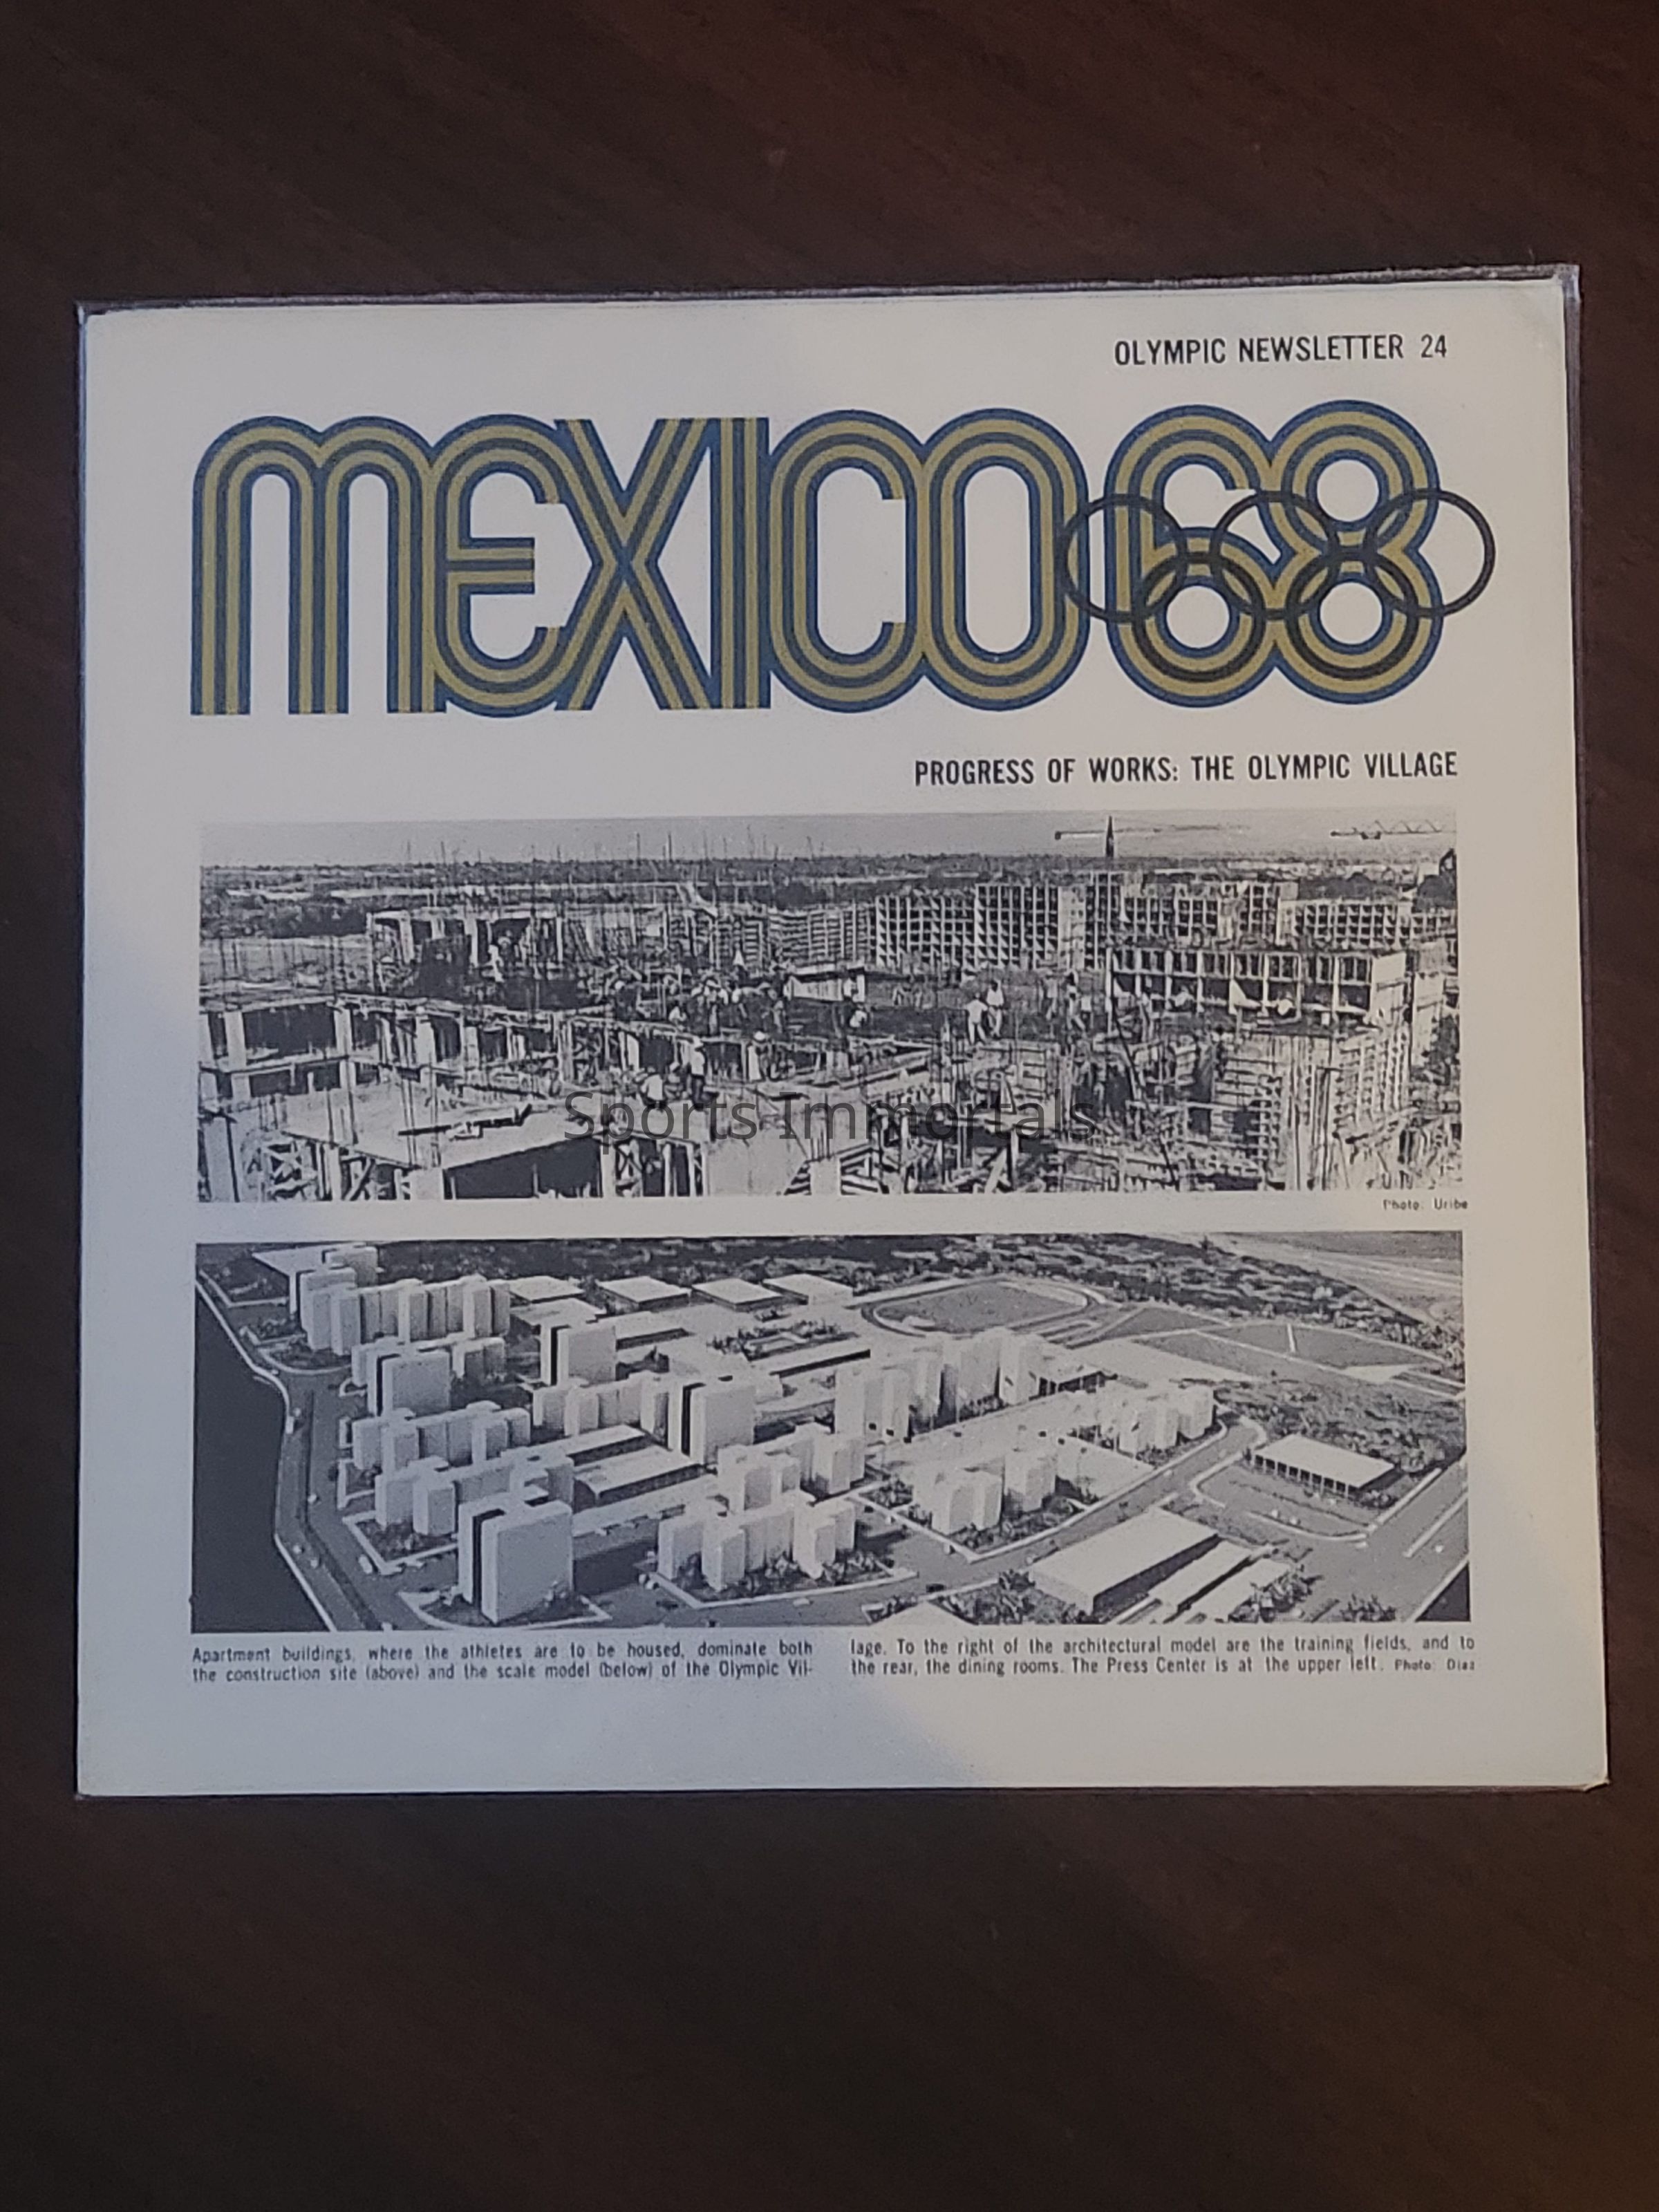 OLYMPIC NEWSLETTER 24
MEXICO68
PROGRESS OF WORKS: THE OLYMPIC VILLAGE
Sports Immortals
Photo: Uribe
Apartment buildings, where the athletes are to be housed, dominate both
the construction site (above) and the scale model (below) of the Olympic Vil-
lage. To the right of the architectural model are the training fields, and to
the rear, the dining rooms. The Press Center is at the upper left. Photo: Diaz